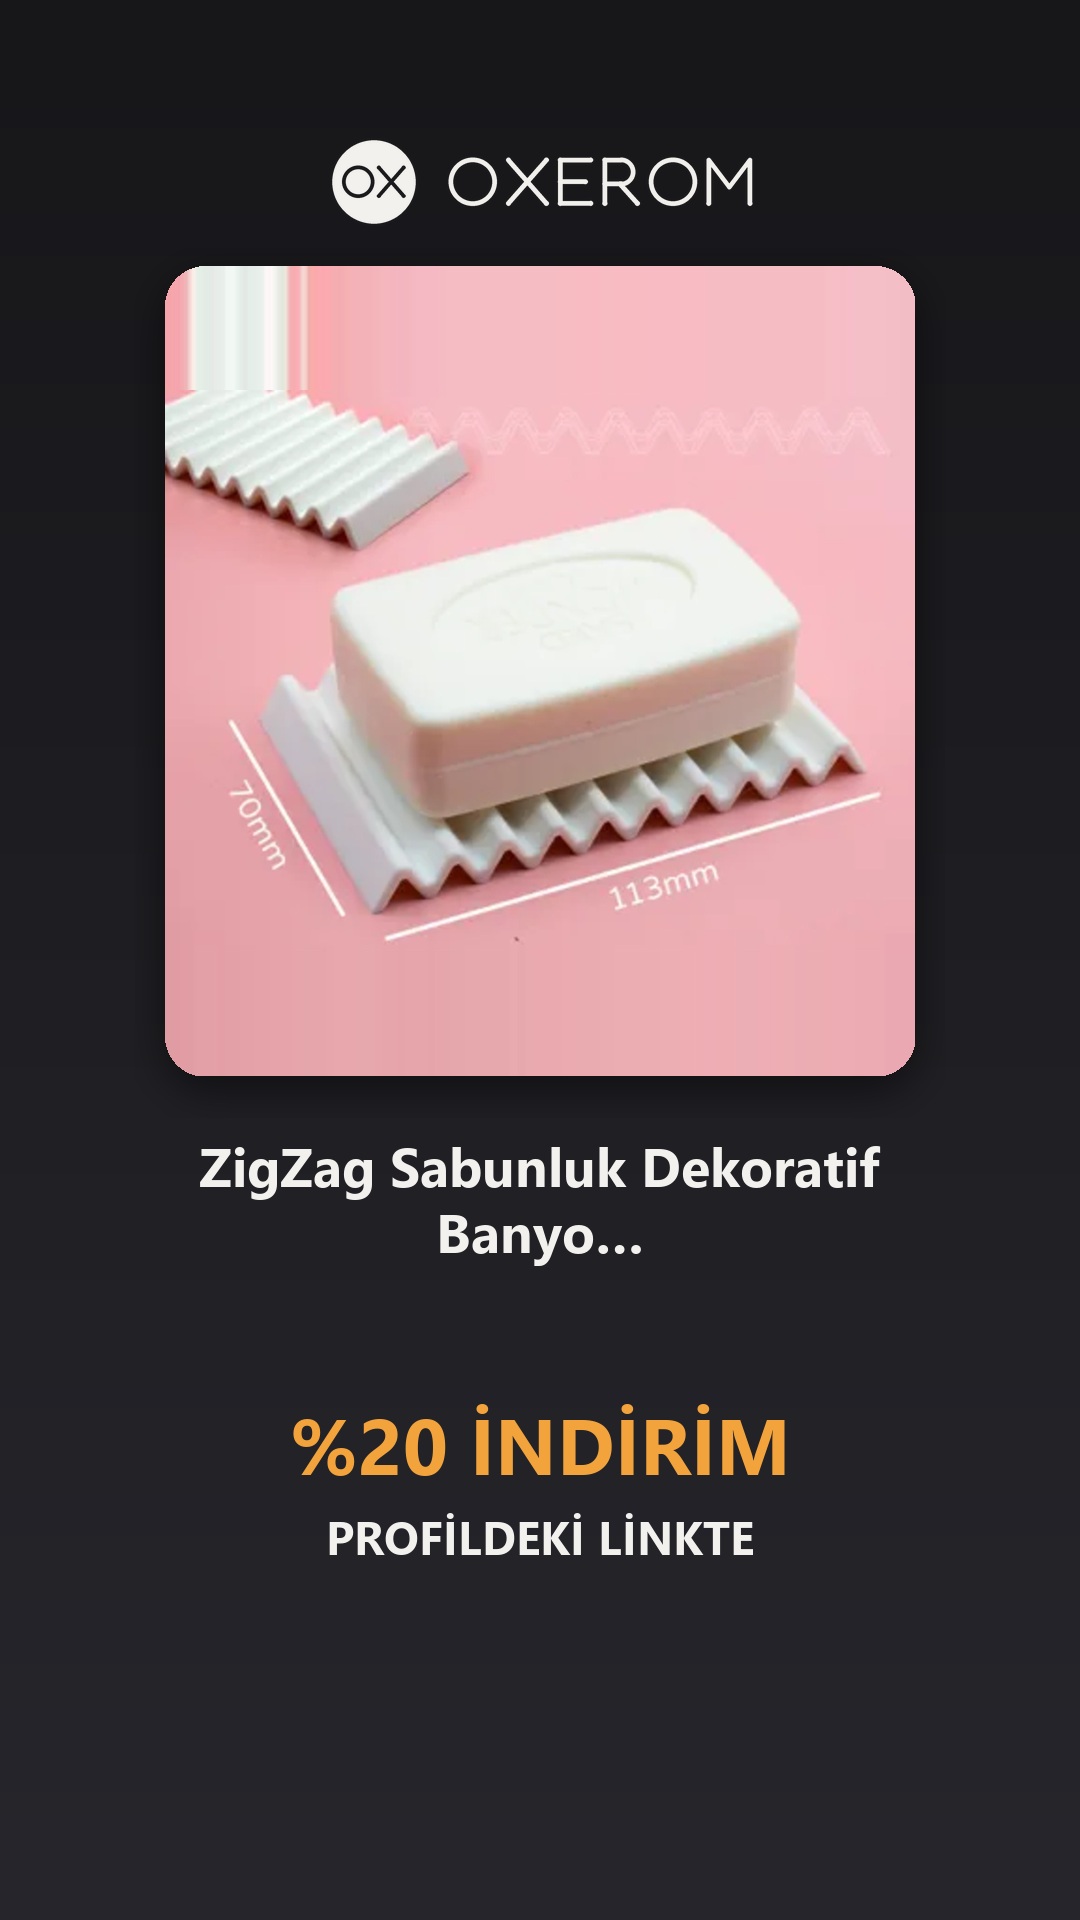 OX OXEROM
70mm
113mm
ZigZag Sabunluk Dekoratif
Banyo...
%20 İNDİRİM
PROFİLDEKİ LİNKTE